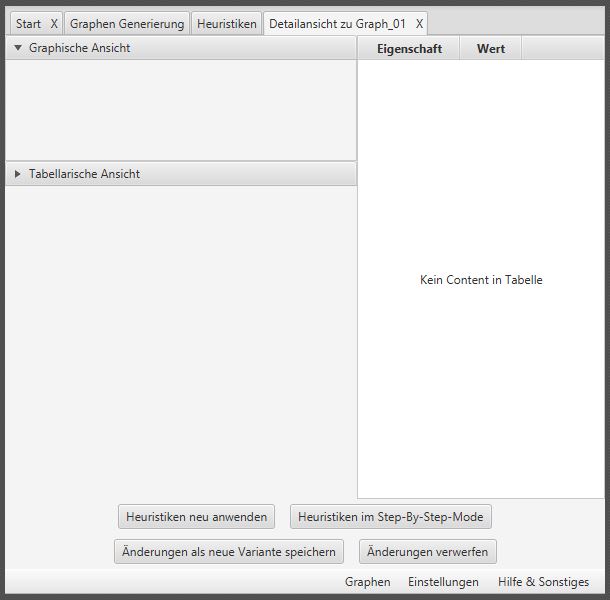 Start X Graphen Generierung Heuristiken Detailansicht zu Graph_01 X
Graphische Ansicht
Eigenschaft Wert
Tabellarische Ansicht
Kein Content in Tabelle
Heuristiken neu anwenden Heuristiken im Step-By-Step-Mode
Änderungen als neue Variante speichern Änderungen verwerfen
Graphen Einstellungen Hilfe & Sonstiges